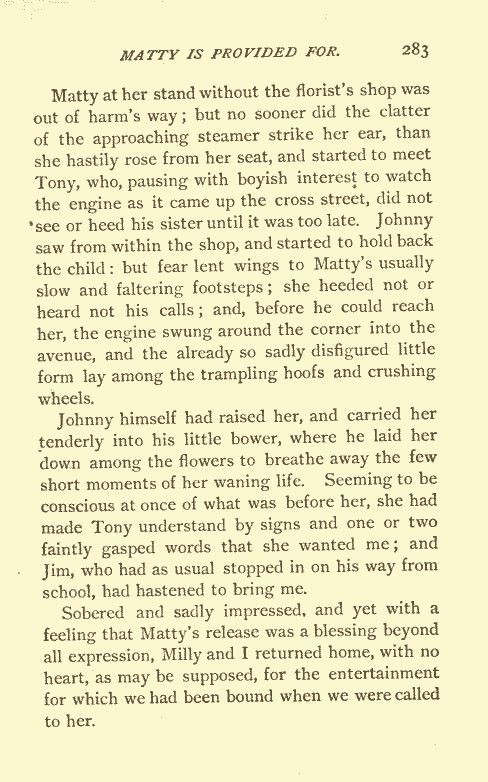 MATTY IS PROVIDED FOR. 283
Matty at her stand without the florist's shop was
out of harm's way; but no sooner did the clatter
of the approaching steamer strike her ear, than
she hastily rose from her seat, and started to meet
Tony, who, pausing with boyish interest to watch
the engine as it came up the cross street, did not
see or heed his sister until it was too late. Johnny
saw from within the shop, and started to hold back
the child: but fear lent wings to Matty's usually
slow and faltering footsteps; she heeded not or
heard not his calls; and, before he could reach
her, the engine swung around the corner into the
avenue, and the already so sadly disfigured little
form lay among the trampling hoofs and crushing
wheels.
Johnny himself had raised her, and carried her
tenderly into his little bower, where he laid her
down among the flowers to breathe away the few
short moments of her waning life. Seeming to be
conscious at once of what was before her, she had
made Tony understand by signs and one or two
faintly gasped words that she wanted me; and
Jim, who had as usual stopped in on his way from
school, had hastened to bring me.
Sobered and sadly impressed, and yet with a
feeling that Matty's release was a blessing beyond
all expression, Milly and I returned home, with no
heart, as may be supposed, for the entertainment
for which we had been bound when we were called
to her.